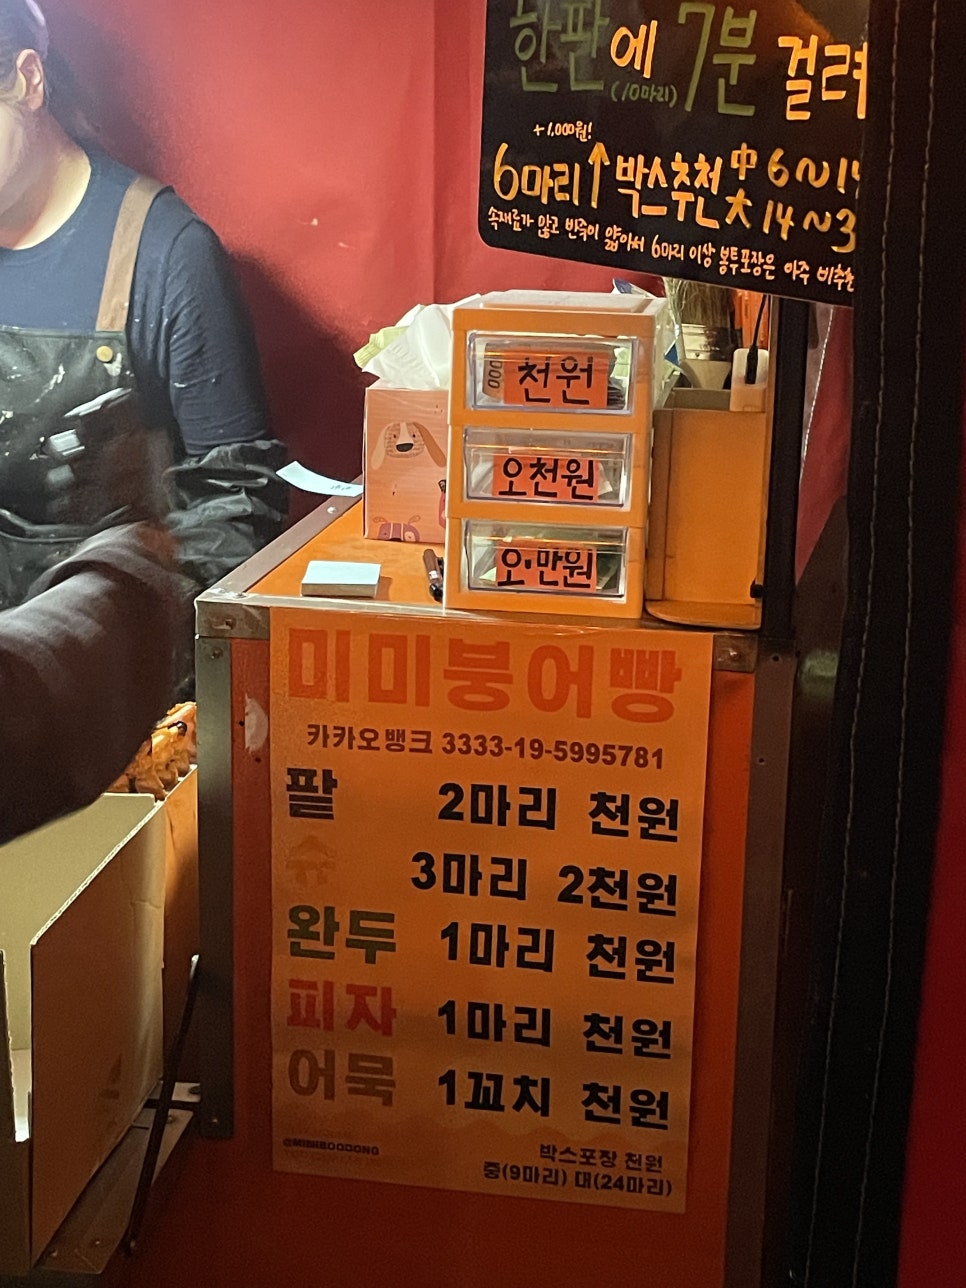 한판에 7분 걸려
(10마리)
+1,000원!
6마리↑ 박스추천 中 6~14
大 14~3
속재료가 많고 반죽이 얇아서 6마리 이상 봉투포장은 아주 비추천
천원
오천원
오·만원
미미붕어빵
카카오뱅크 3333-19-5995781
팥 2마리 천원
슈 3마리 2천원
완두 1마리 천원
피자 1마리 천원
어묵 1꼬치 천원
박스포장 천원
중(9마리) 대(24마리)